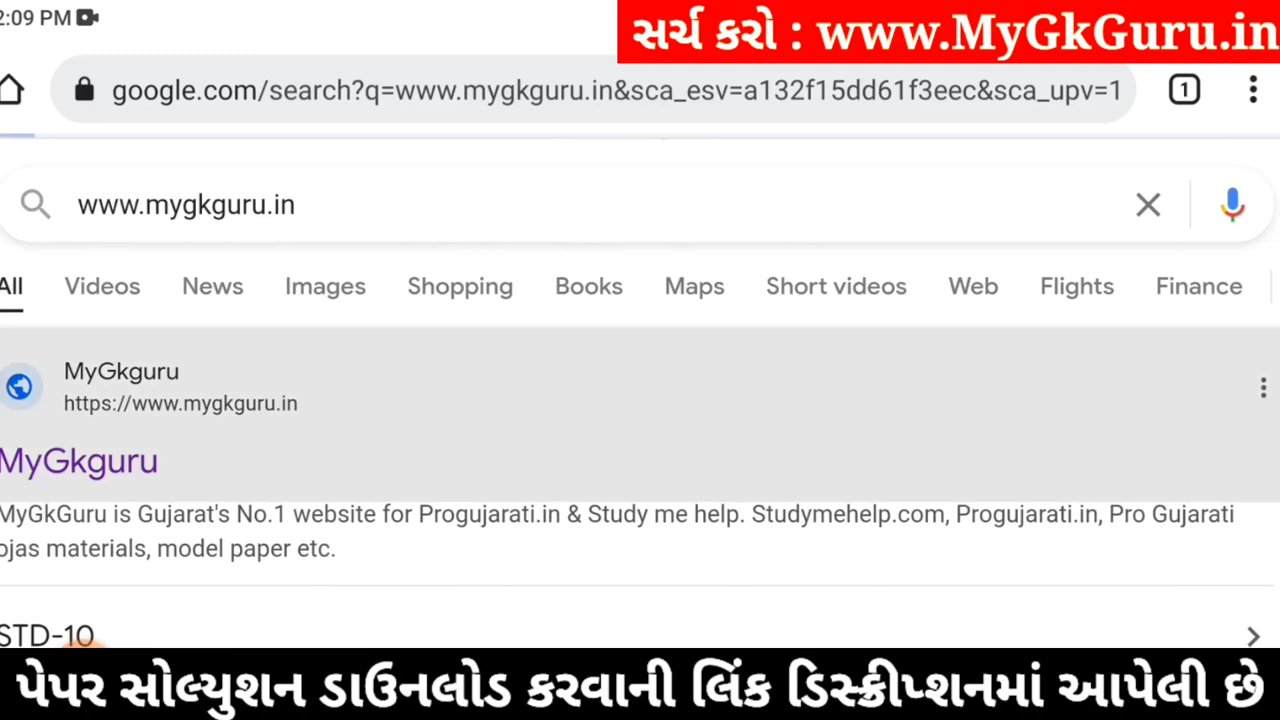 2:09 PM
સર્ચ કરો : www.MyGkGuru.in
google.com/search?q=www.mygkguru.in&sca_esv=a132f15dd61f3eec&sca_upv=1
1
www.mygkguru.in
All Videos News Images Shopping Books Maps Short videos Web Flights Finance
MyGkguru
https://www.mygkguru.in
MyGkguru
MyGkGuru is Gujarat's No.1 website for Progujarati.in & Study me help. Studymehelp.com, Progujarati.in, Pro Gujarati
ojas materials, model paper etc.
STD-10
પેપર સોલ્યુશન ડાઉનલોડ કરવાની લિંક ડિસ્ક્રીપ્શનમાં આપેલી છે